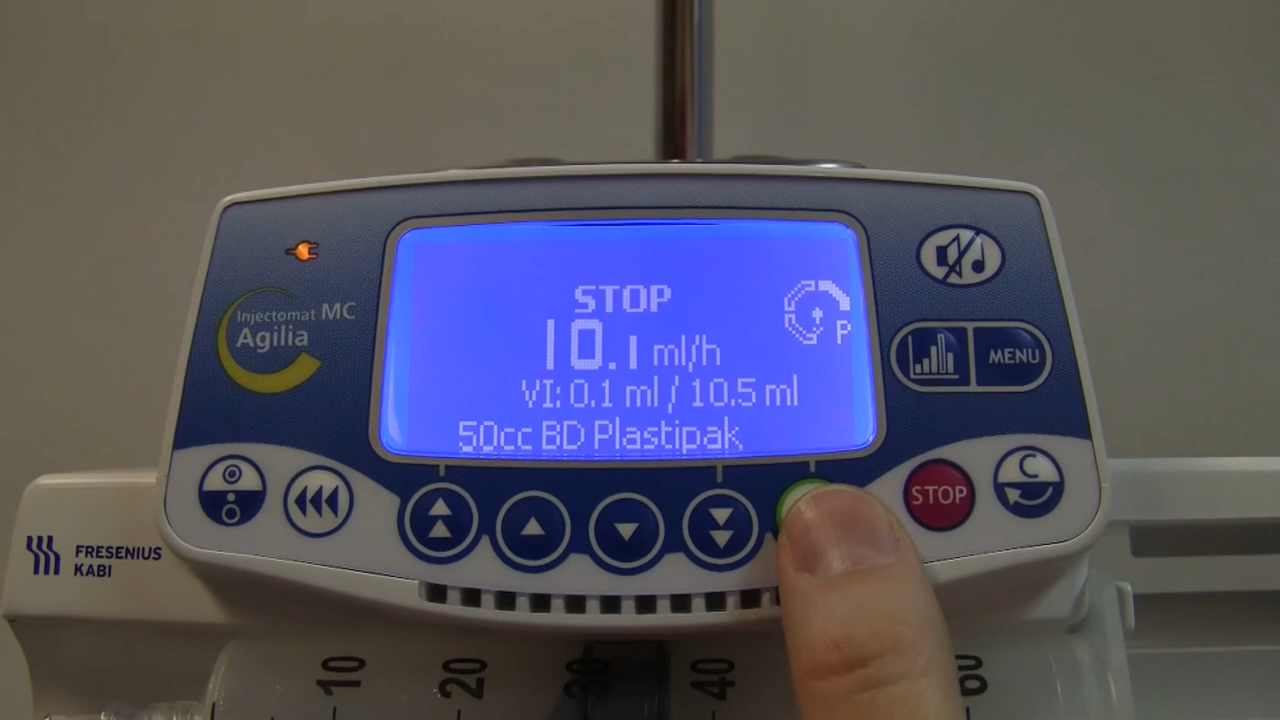 STOP
10.1 ml/h
P
VI: 0.1 ml / 10.5 ml
50cc BD Plastipak
Injectomat MC
Agilia
MENU
STOP
C
FRESENIUS
KABI
10
20
30
40
60